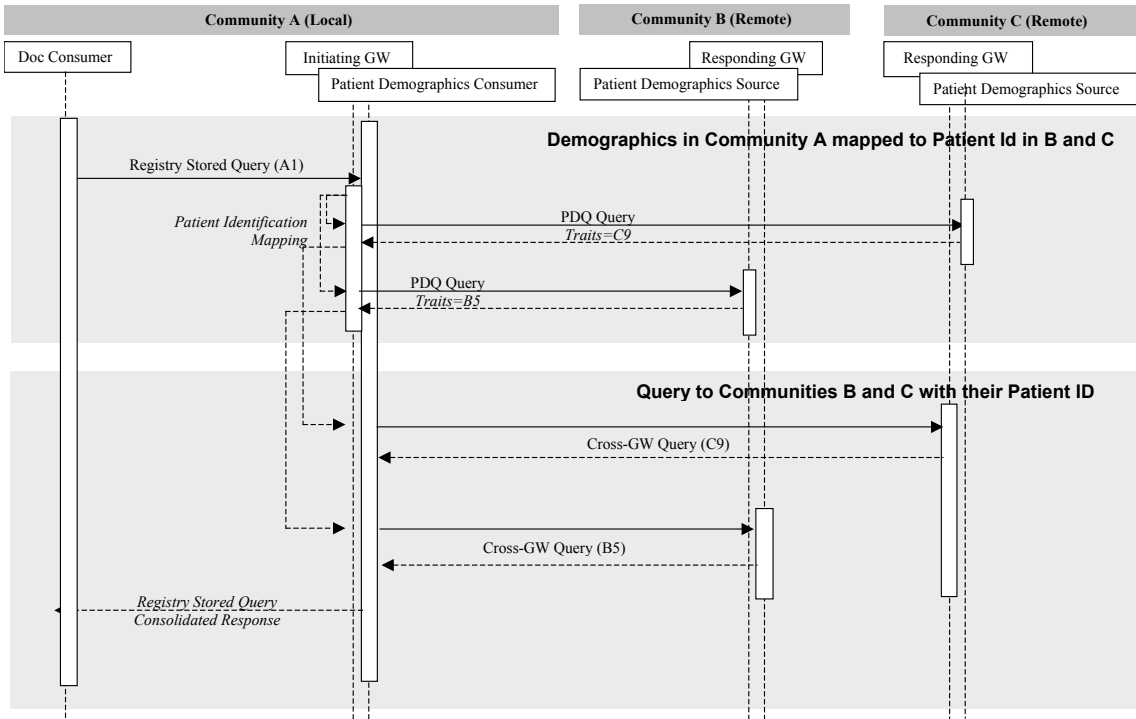 Community A (Local)
Community B (Remote)
Community C (Remote)
Doc Consumer
Initiating GW
Responding GW
Responding GW
Patient Demographics Consumer
Patient Demographics Source
Patient Demographics Source
Demographics in Community A mapped to Patient Id in B and C
Registry Stored Query (A1)
Patient Identification
Mapping
PDQ Query
Traits=C9
PDQ Query
Traits=B5
Query to Communities B and C with their Patient ID
Cross-GW Query (C9)
Cross-GW Query (B5)
Registry Stored Query
Consolidated Response